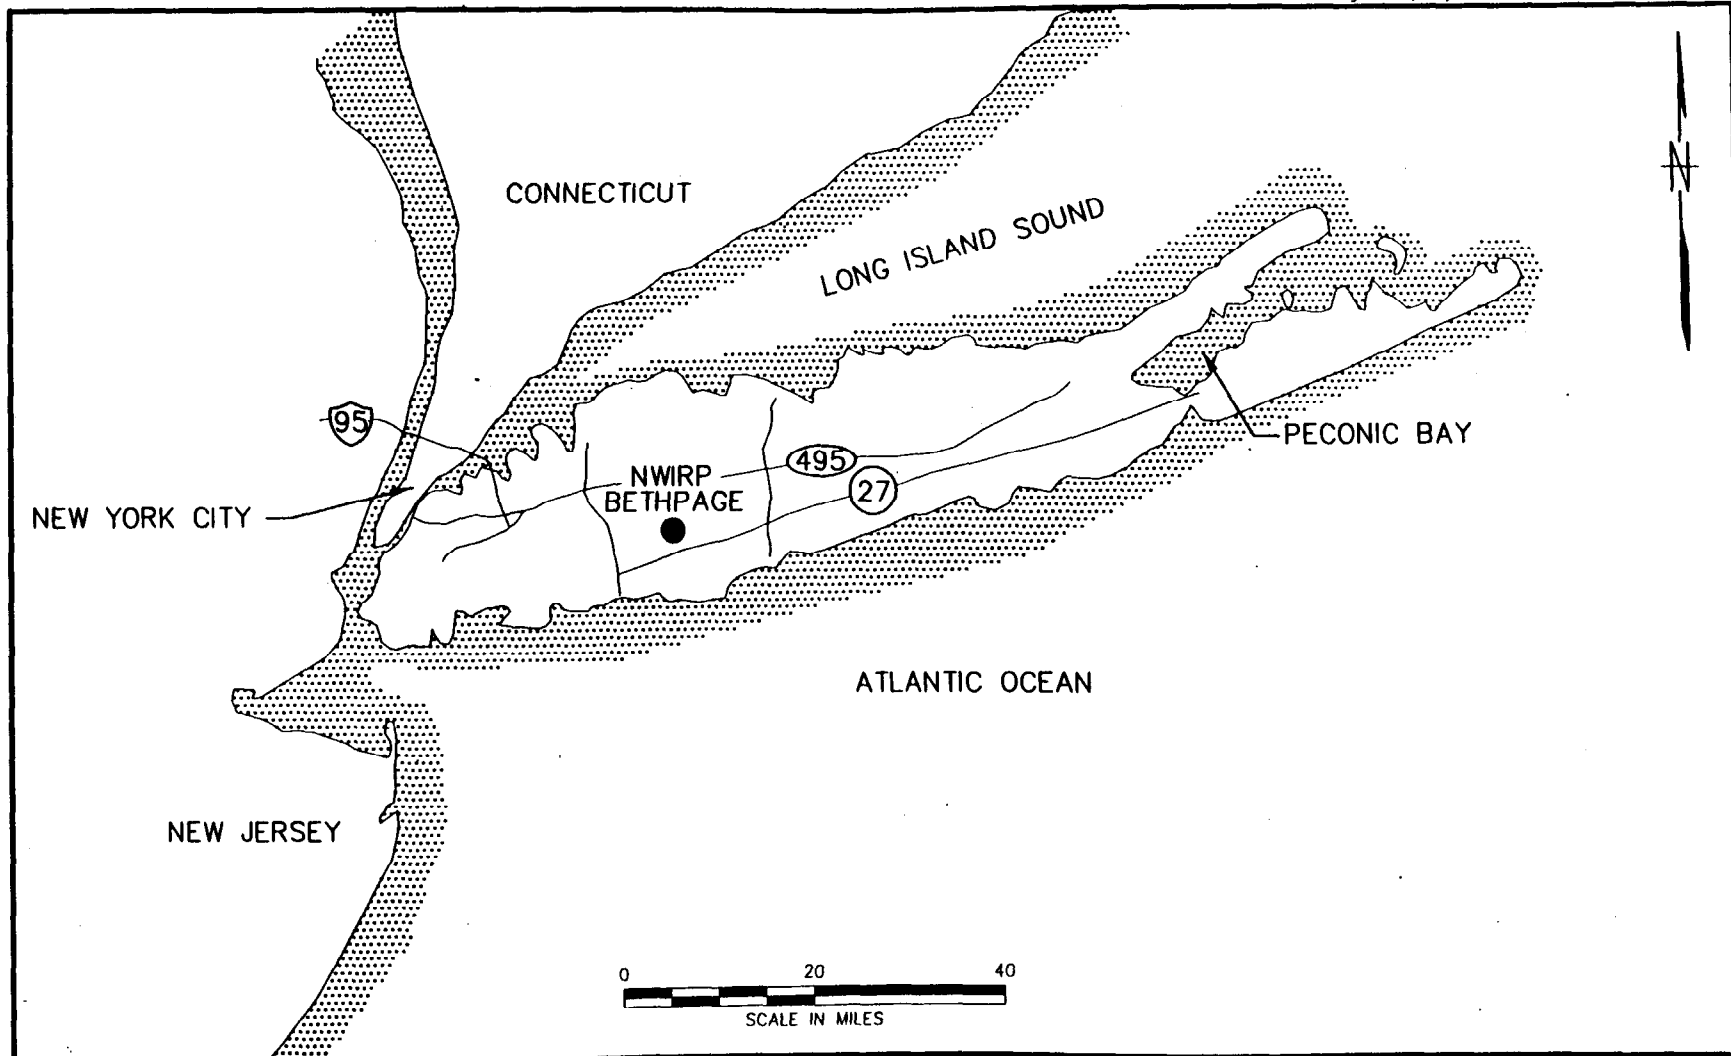 CONNECTICUT
N
LONG ISLAND SOUND
95
PECONIC BAY
495
NWIRP
BETHPAGE
27
NEW YORK CITY
ATLANTIC OCEAN
NEW JERSEY
0 20 40
SCALE IN MILES